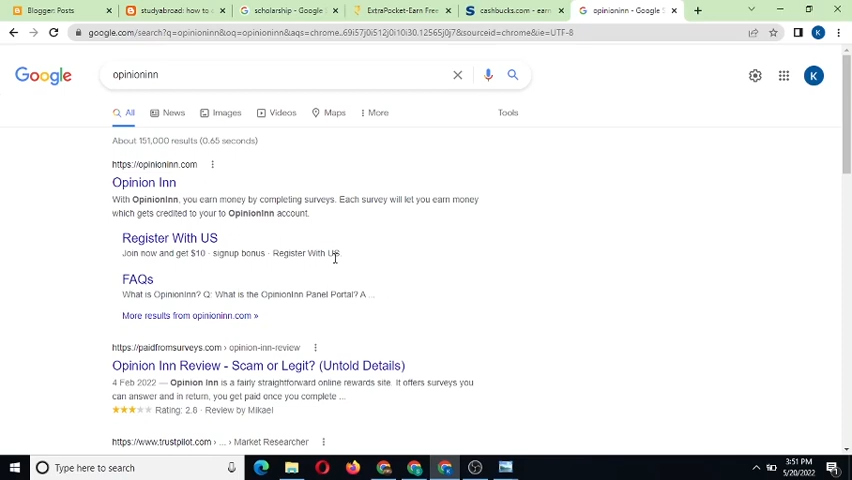 Blogger: Posts
studyabroad: how to c
scholarship - Google S
ExtraPocket-Earn Free
cashbucks.com - earn
opinioninn - Google S
google.com/search?q=opinioninn&oq=opinioninn&aqs=chrome..69i57j0i512j0i10i30.12565j0j7&sourceid=chrome&ie=UTF-8
K
Google
opinioninn
K
All
News
Images
Videos
Maps
More
Tools
About 151,000 results (0.65 seconds)
https://opinioninn.com
Opinion Inn
With OpinionInn, you earn money by completing surveys. Each survey will let you earn money
which gets credited to your to OpinionInn account.
Register With US
Join now and get $10 · signup bonus · Register With US.
FAQs
What is OpinionInn? Q: What is the OpinionInn Panel Portal? A ...
More results from opinioninn.com »
https://paidfromsurveys.com › opinion-inn-review
Opinion Inn Review - Scam or Legit? (Untold Details)
4 Feb 2022 — Opinion Inn is a fairly straightforward online rewards site. It offers surveys you
can answer and in return, you get paid once you complete ...
Rating: 2.8 · Review by Mikael
https://www.trustpilot.com › ... › Market Researcher
Type here to search
3:51 PM
5/20/2022